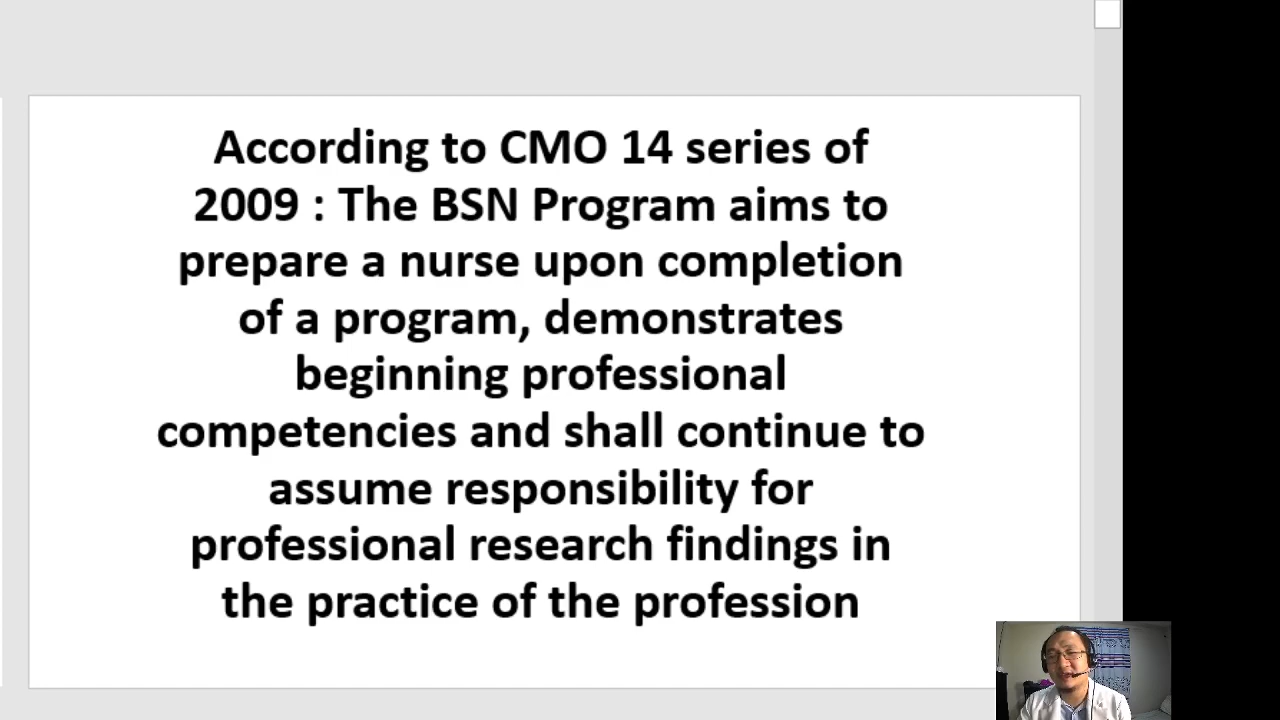 According to CMO 14 series of
2009 : The BSN Program aims to
prepare a nurse upon completion
of a program, demonstrates
beginning professional
competencies and shall continue to
assume responsibility for
professional research findings in
the practice of the profession